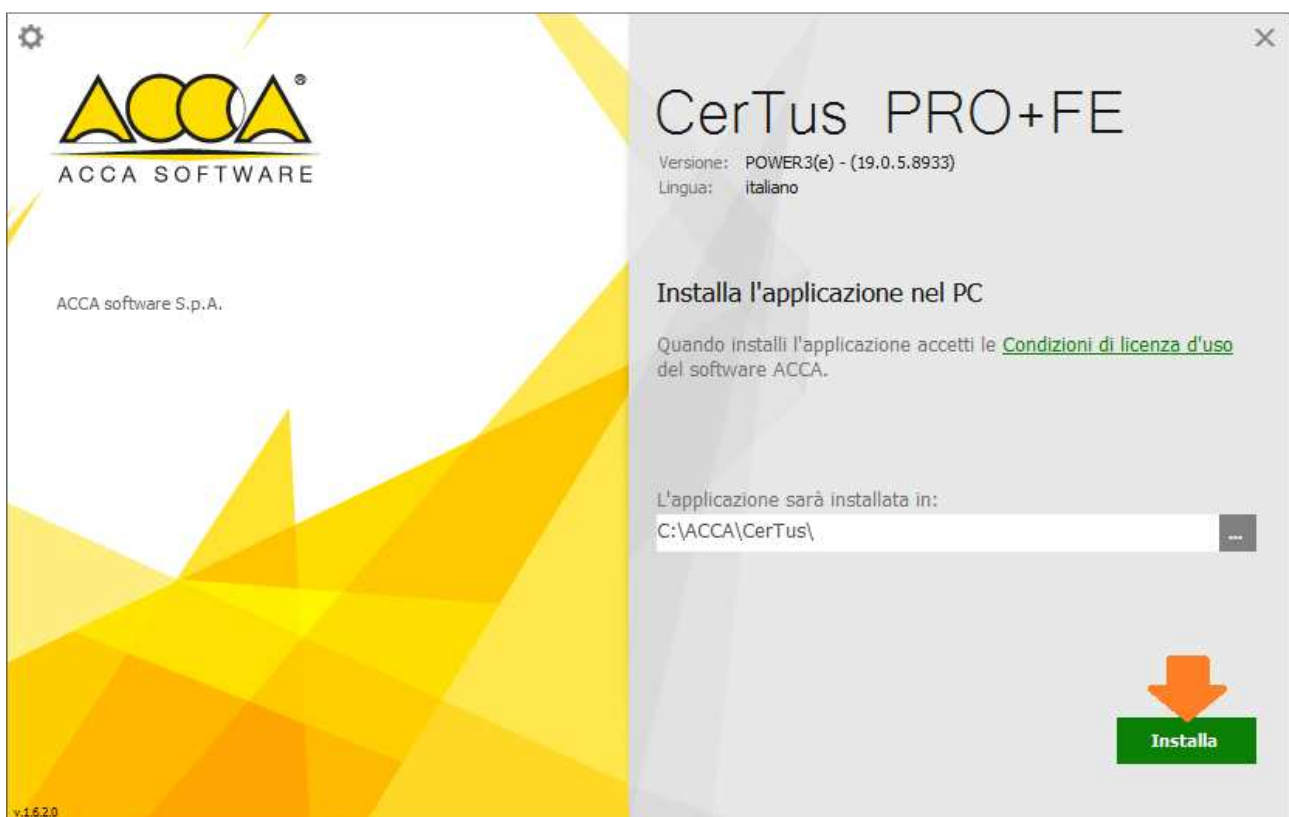 ACCA®
ACCA SOFTWARE
ACCA software S.p.A.
v.1.6.2.0
CerTus PRO+FE
Versione: POWER3(e) - (19.0.5.8933)
Lingua: italiano
Installa l'applicazione nel PC
Quando installi l'applicazione accetti le Condizioni di licenza d'uso
del software ACCA.
L'applicazione sarà installata in:
C:\ACCA\CerTus\
...
Installa